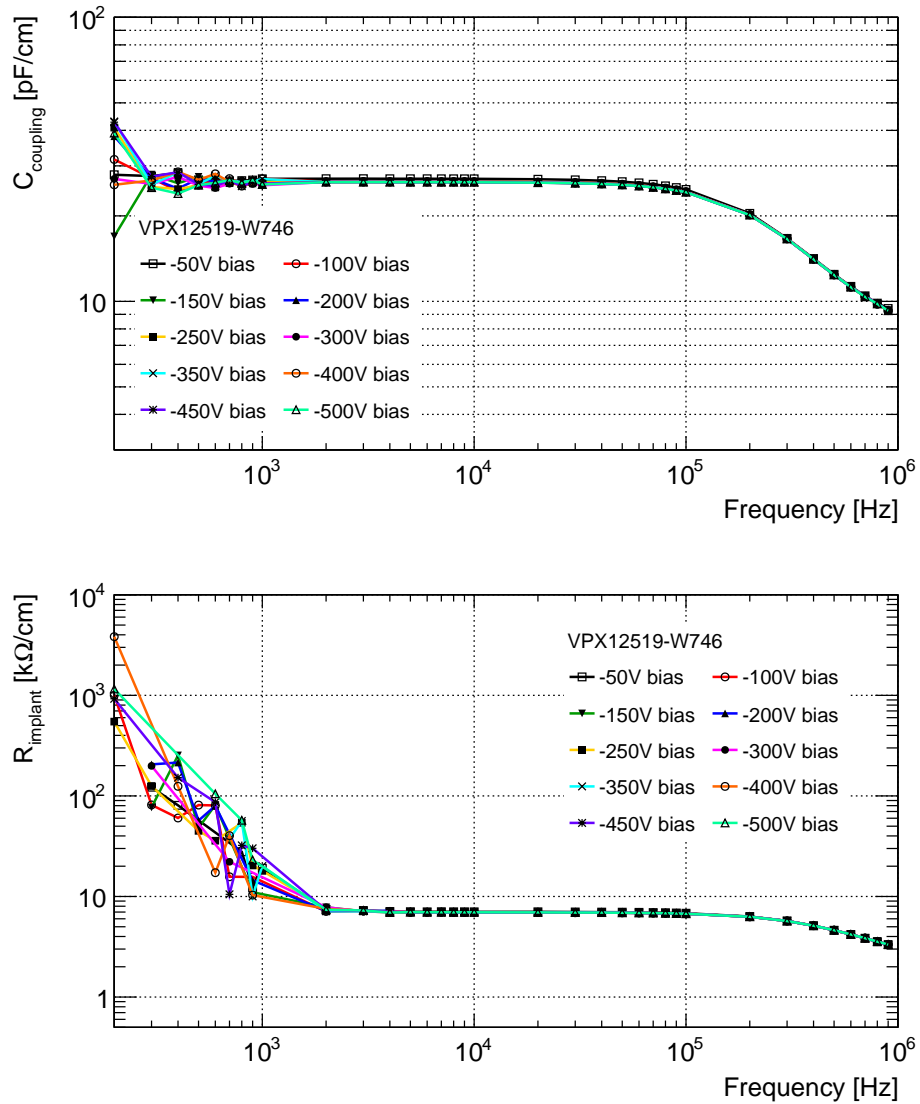 C_coupling [pF/cm]
10²
10
VPX12519-W746
-50V bias -100V bias
-150V bias -200V bias
-250V bias -300V bias
-350V bias -400V bias
-450V bias -500V bias
10³ 10⁴ 10⁵ 10⁶
Frequency [Hz]
R_implant [kΩ/cm]
10⁴
10³
10²
10
1
VPX12519-W746
-50V bias -100V bias
-150V bias -200V bias
-250V bias -300V bias
-350V bias -400V bias
-450V bias -500V bias
10³ 10⁴ 10⁵ 10⁶
Frequency [Hz]